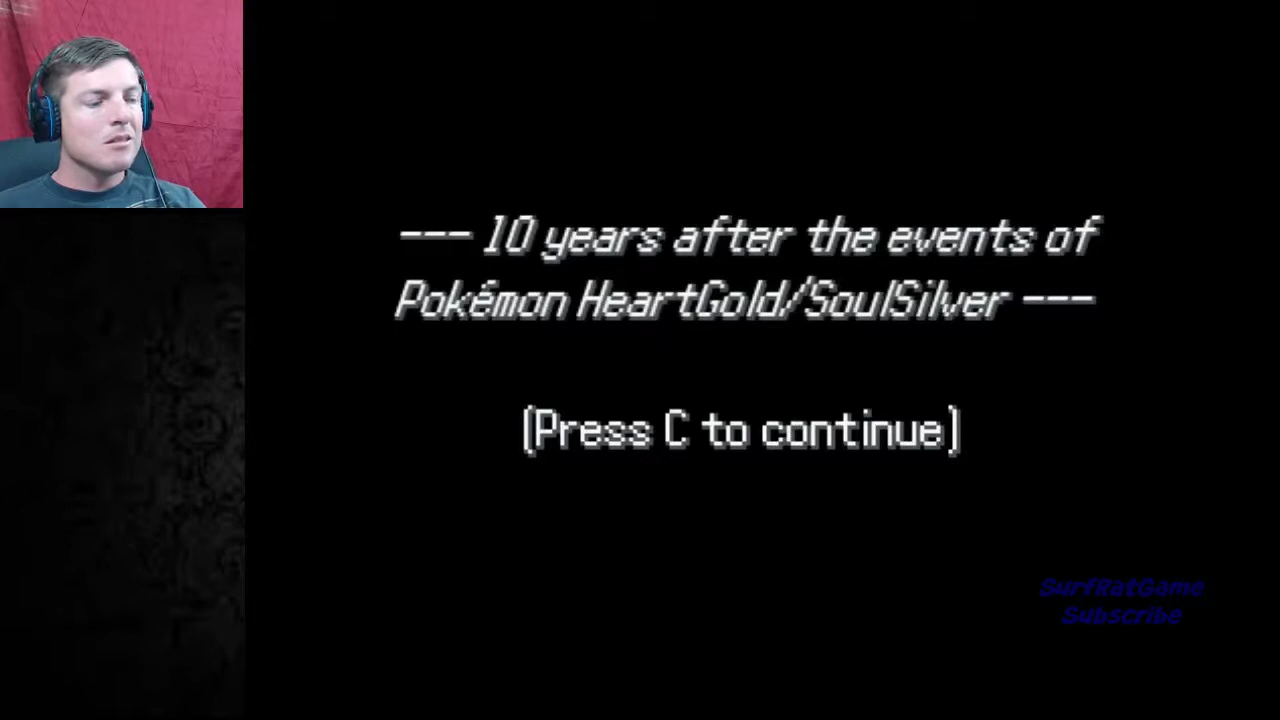 --- 10 years after the events of
Pokémon HeartGold/SoulSilver ---
(Press C to continue)
SurfRatGame
Subscribe